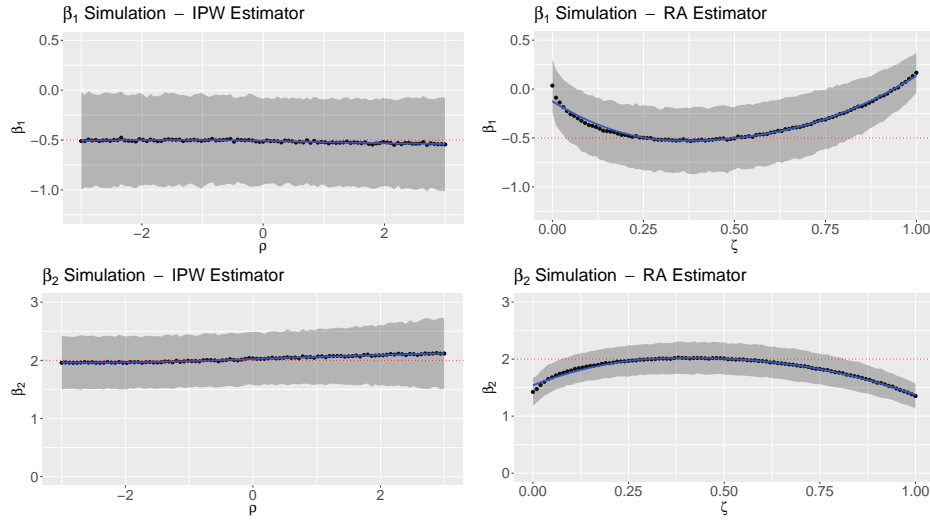 β1 Simulation − IPW Estimator
0.5
0.0
−0.5
−1.0
β1
−2
0
2
ρ
β1 Simulation − RA Estimator
0.5
0.0
−0.5
−1.0
β1
0.00
0.25
0.50
0.75
1.00
ζ
β2 Simulation − IPW Estimator
3
2
1
0
β2
−2
0
2
ρ
β2 Simulation − RA Estimator
3
2
1
0
β2
0.00
0.25
0.50
0.75
1.00
ζ